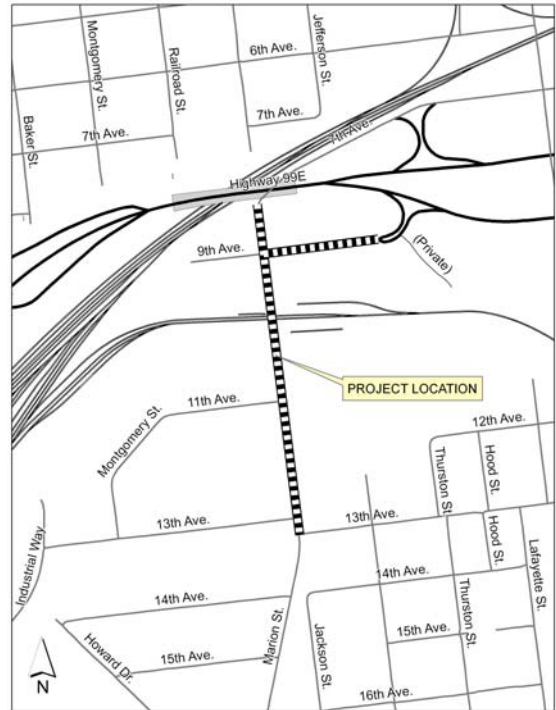 Jefferson St.
Montgomery St.
Railroad St.
6th Ave.
Baker St.
7th Ave.
7th Ave.
7th Ave.
Highway 99E
9th Ave.
(Private)
PROJECT LOCATION
11th Ave.
Montgomery St.
12th Ave.
Thurston St.
Hood St.
13th Ave.
13th Ave.
Industrial Way
Hood St.
Lafayette St.
14th Ave.
14th Ave.
Marion St.
Thurston St.
15th Ave.
15th Ave.
Howard Dr.
Jackson St.
16th Ave.
N